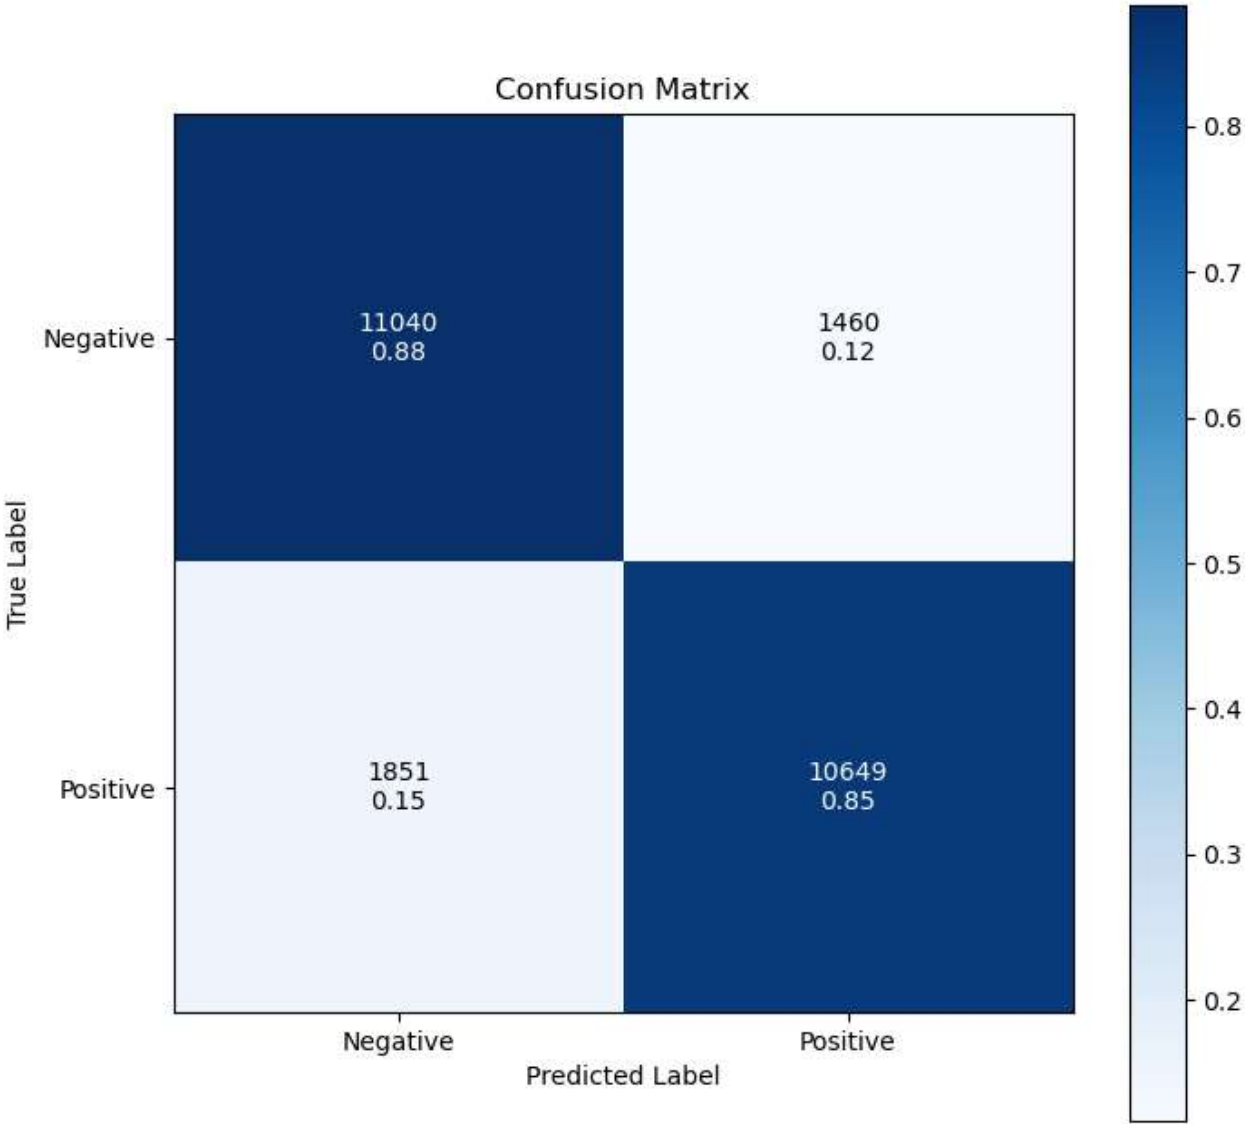 Confusion Matrix
True Label
Negative
11040
0.88
1460
0.12
Positive
1851
0.15
10649
0.85
Negative
Positive
Predicted Label
0.8
0.7
0.6
0.5
0.4
0.3
0.2